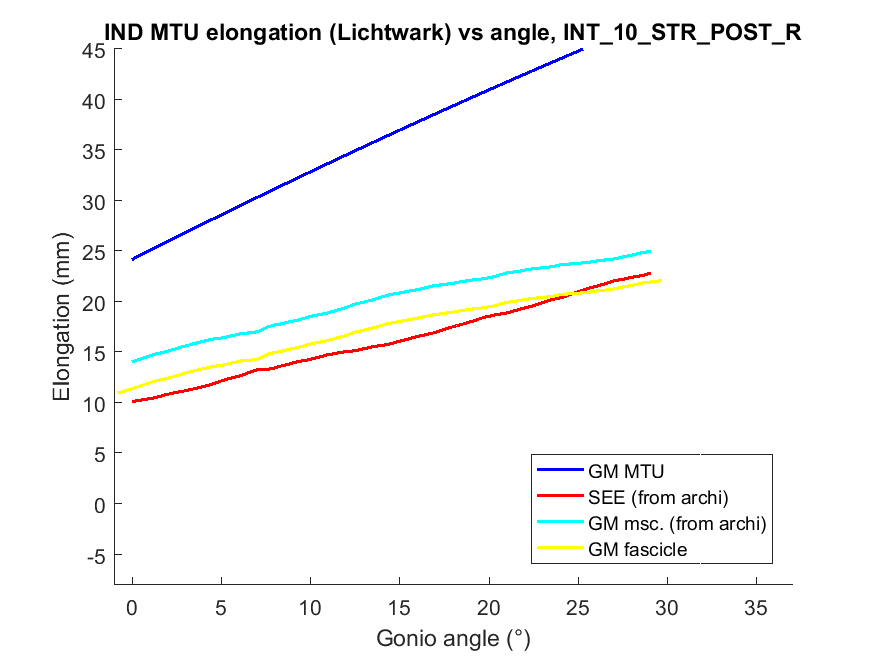 IND MTU elongation (Lichtwark) vs angle, INT_10_STR_POST_R
45
40
35
30
25
20
15
10
5
0
-5
Elongation (mm)
0 5 10 15 20 25 30 35
Gonio angle (°)
GM MTU
SEE (from archi)
GM msc. (from archi)
GM fascicle